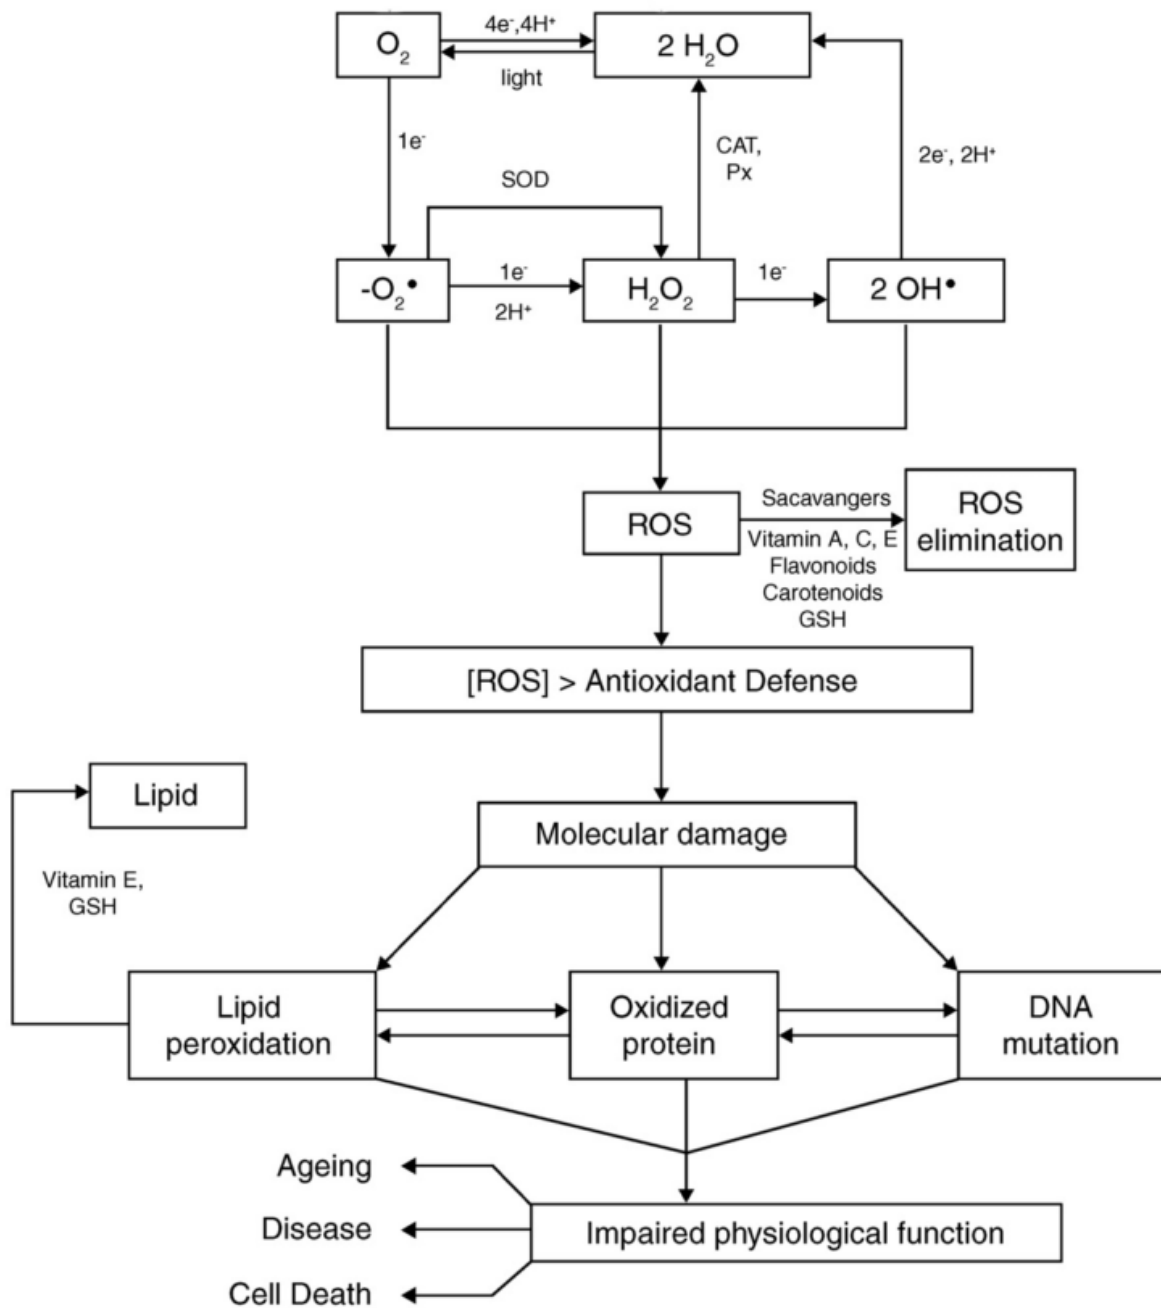 O₂
4e⁻,4H⁺
2 H₂O
light
1e⁻
CAT,
Px
2e⁻, 2H⁺
SOD
-O₂•
1e⁻
2H⁺
H₂O₂
1e⁻
2 OH•
ROS
Sacavangers
Vitamin A, C, E
Flavonoids
Carotenoids
GSH
ROS
elimination
[ROS] > Antioxidant Defense
Lipid
Molecular damage
Vitamin E,
GSH
Lipid
peroxidation
Oxidized
protein
DNA
mutation
Ageing
Disease
Cell Death
Impaired physiological function